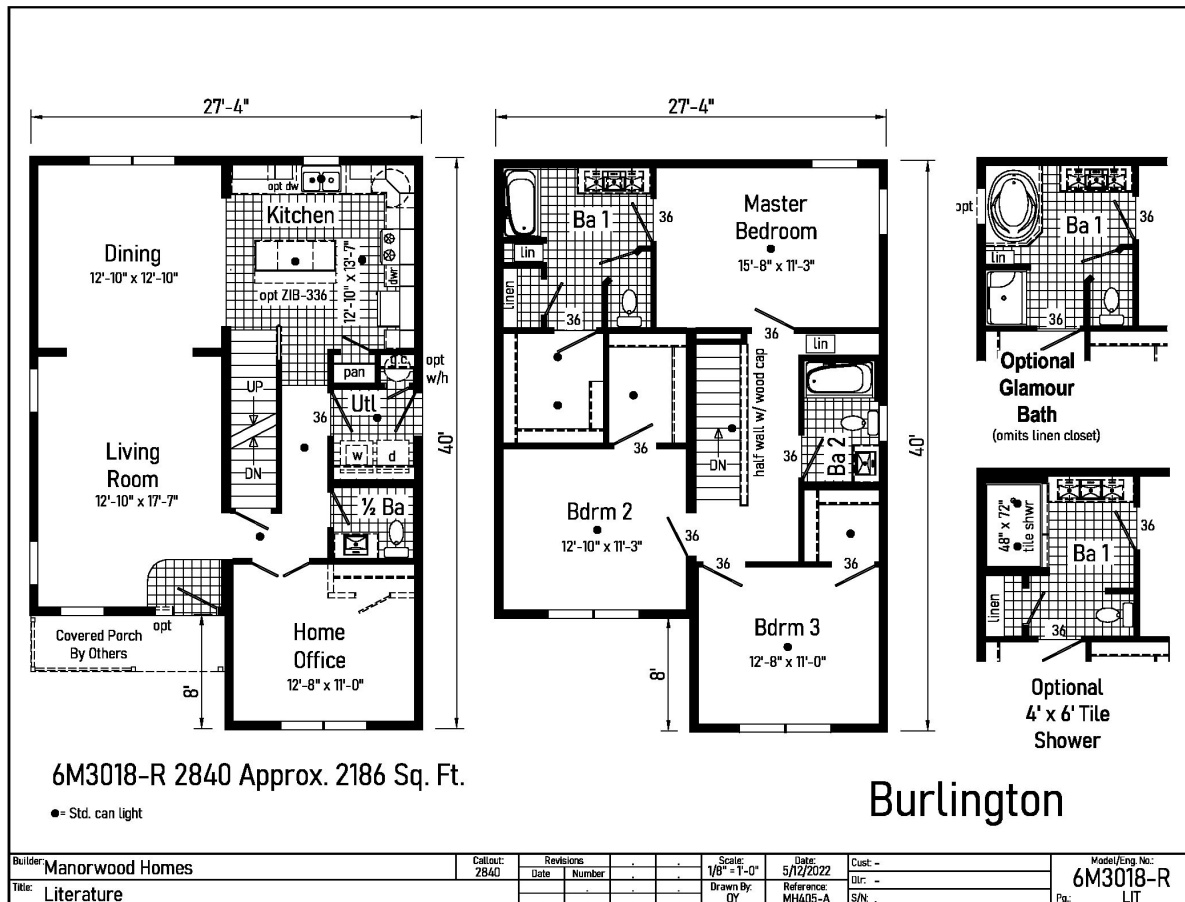 27'-4"
27'-4"
opt dw
Kitchen
12'-10" x 13'-7"
dwr
opt ZIB-336
Dining
12'-10" x 12'-10"
pan
opt
w/h
UP
36
Utl
w
d
40'
Living
Room
12'-10" x 17'-7"
DN
½ Ba
opt
Covered Porch
By Others
Home
Office
12'-8" x 11'-0"
8'
Ba 1
36
lin
linen
36
Master
Bedroom
15'-8" x 11'-3"
36
lin
half wall w/ wood cap
DN
36
Ba 2
40'
36
Bdrm 2
12'-10" x 11'-3"
36
36
36
Bdrm 3
12'-8" x 11'-0"
8'
opt
Ba 1
36
lin
36
Optional
Glamour
Bath
(omits linen closet)
48" x 72"
tile shwr
36
Ba 1
linen
36
Optional
4' x 6' Tile
Shower
6M3018-R 2840 Approx. 2186 Sq. Ft.
●= Std. can light
Burlington
Builder: Manorwood Homes
Title: Literature
Callout:
2840
Revisions
Date Number
Scale:
1/8" = 1'-0"
Drawn By:
OY
Date:
5/12/2022
Reference:
MH405-A
Cust: -
Dlr: -
S/N: .
Model/Eng. No.:
6M3018-R
Pg.: LIT